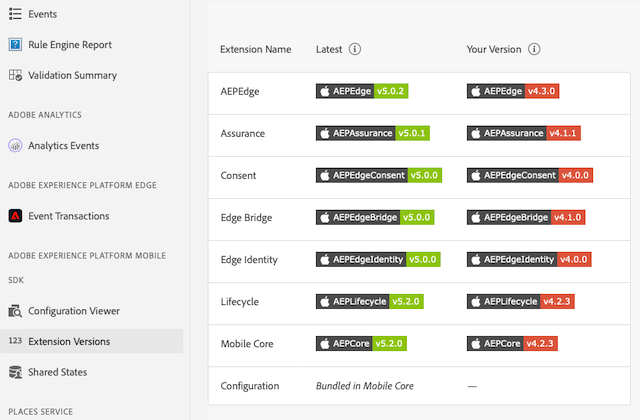 Events
Rule Engine Report
Validation Summary
ADOBE ANALYTICS
Analytics Events
ADOBE EXPERIENCE PLATFORM EDGE
Event Transactions
ADOBE EXPERIENCE PLATFORM MOBILE
SDK
Configuration Viewer
123 Extension Versions
Shared States
PLACES SERVICE
Extension Name Latest Your Version
AEPEdge AEPEdge v5.0.2 AEPEdge v4.3.0
Assurance AEPAssurance v5.0.1 AEPAssurance v4.1.1
Consent AEPEdgeConsent v5.0.0 AEPEdgeConsent v4.0.0
Edge Bridge AEPEdgeBridge v5.0.0 AEPEdgeBridge v4.1.0
Edge Identity AEPEdgeIdentity v5.0.0 AEPEdgeIdentity v4.0.0
Lifecycle AEPLifecycle v5.2.0 AEPLifecycle v4.2.3
Mobile Core AEPCore v5.2.0 AEPCore v4.2.3
Configuration Bundled in Mobile Core —